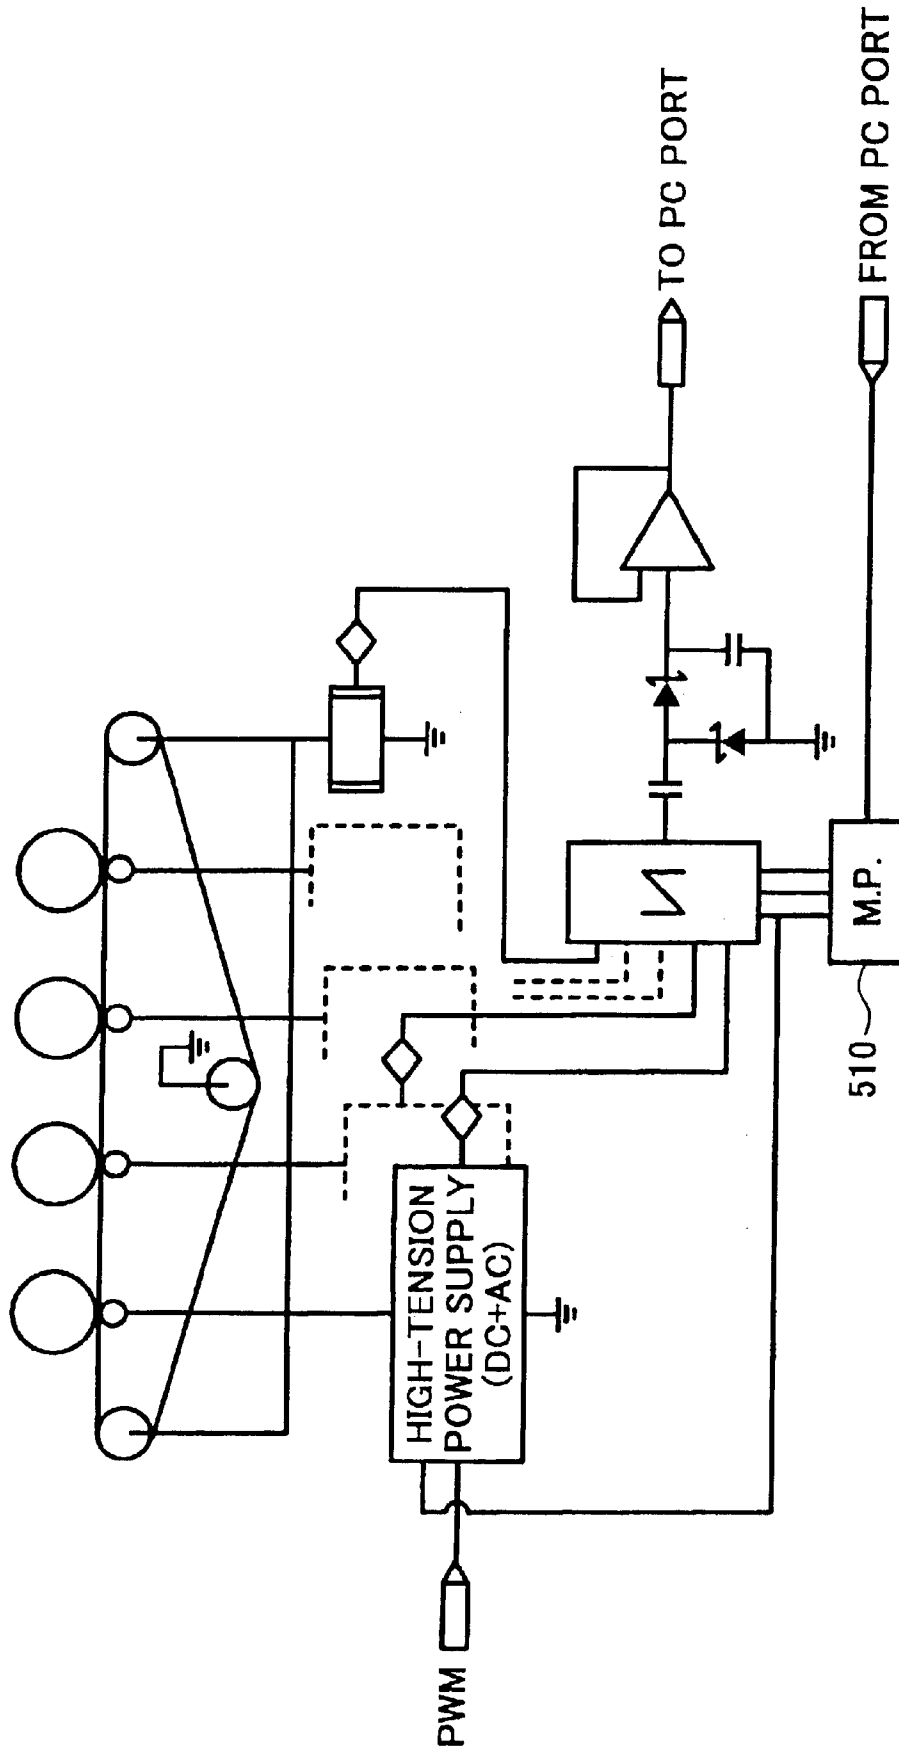 PWM
HIGH-TENSION
POWER SUPPLY
(DC+AC)
510
M.P.
TO PC PORT
FROM PC PORT